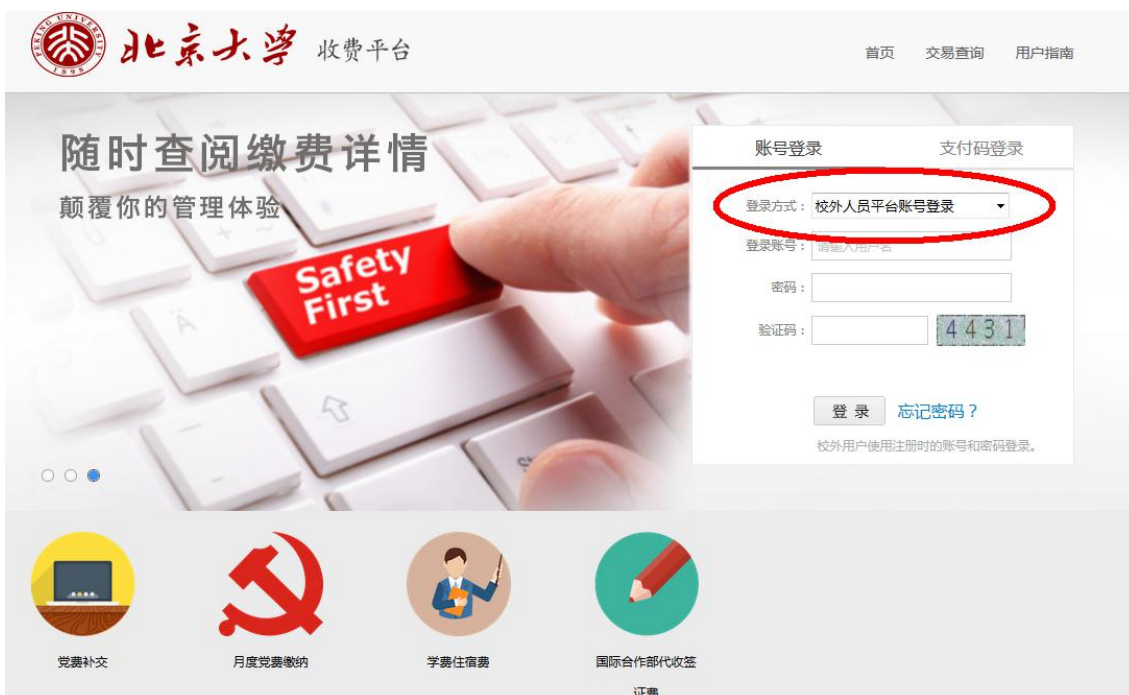 PEKING UNIVERSITY
1898
北京大学 收费平台
首页 交易查询 用户指南
随时查阅缴费详情
颠覆你的管理体验
Safety
First
账号登录 支付码登录
登录方式： 校外人员平台账号登录
登录账号： 请输入用户名
密码：
验证码： 4431
登 录 忘记密码？
校外用户使用注册时的账号和密码登录。
党费补交 月度党费缴纳 学费住宿费 国际合作部代收签
证费